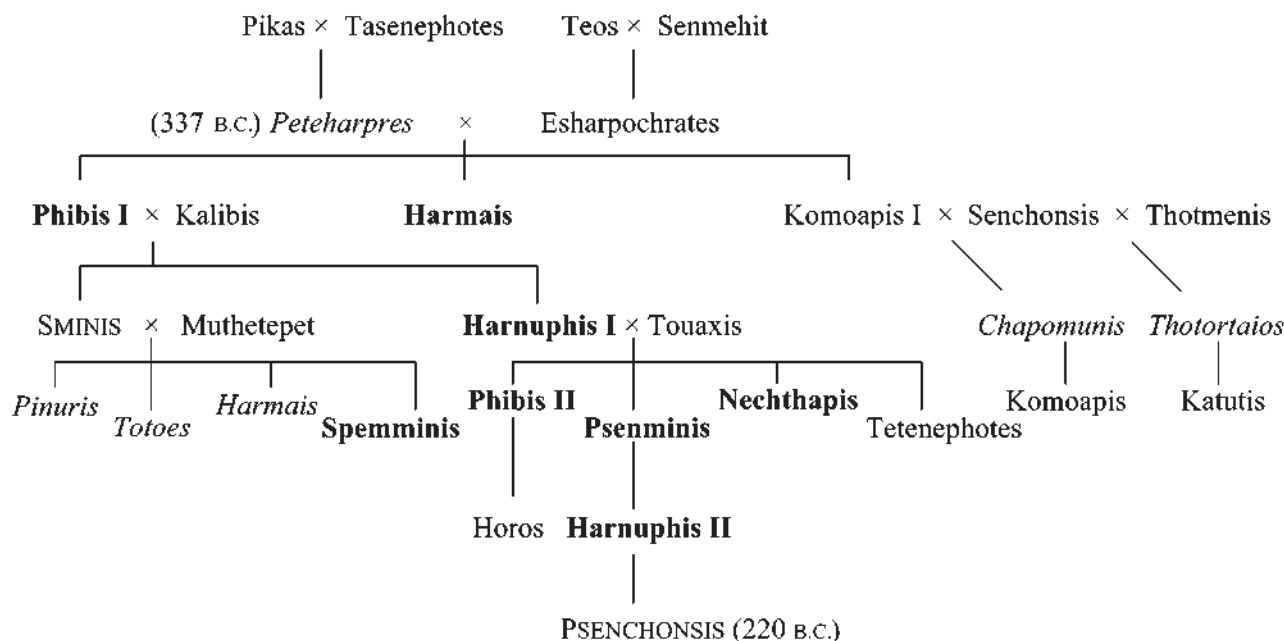 Pikas × Tasenephotes Teos × Senmehit
(337 B.C.) Peteharpres × Esharpochrates
Phibis I × Kalibis Harmais Komoapis I × Senchonsis × Thotmenis
SMINIS × Muthetepet Harnuphis I × Touaxis Chapomunis Thotortaios
Pinuris Totoes Harmais Spemminis Phibis II Psenminis Nechthapis Tetenephotes Komoapis Katutis
Horos Harnuphis II
PSENCHONSIS (220 B.C.)